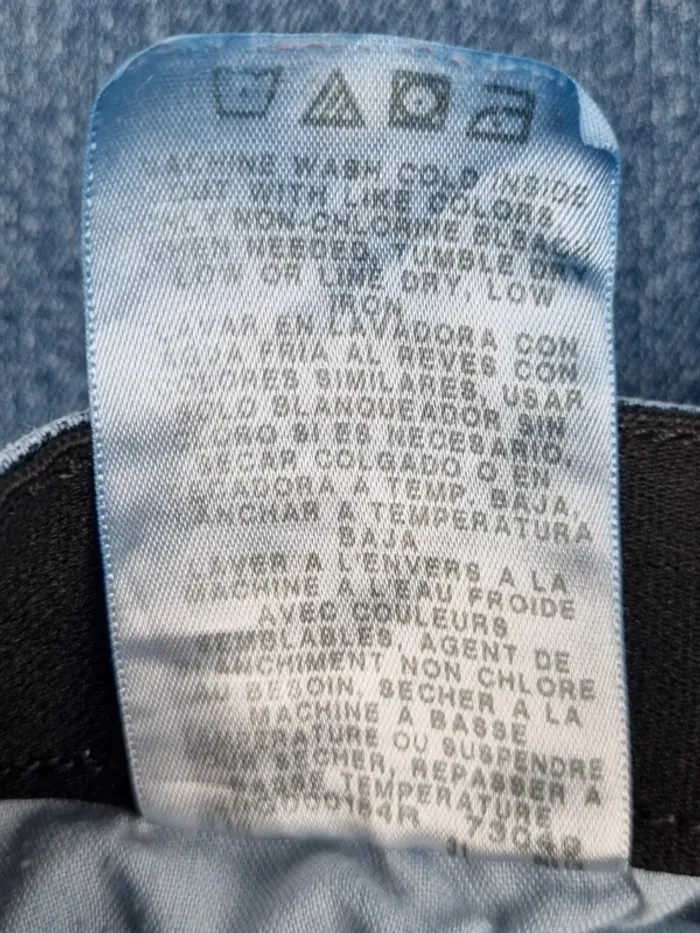 MACHINE WASH COLD INSIDE
OUT WITH LIKE COLORS,
ONLY NON-CHLORINE BLEACH
WHEN NEEDED, TUMBLE DRY
LOW OR LINE DRY, LOW
IRON
LAVAR EN LAVADORA CON
AGUA FRIA AL REVES CON
COLORES SIMILARES, USAR
SOLO BLANQUEADOR SIN
CLORO SI ES NECESARIO,
SECAR COLGADO O EN
SECADORA A TEMP. BAJA,
PLANCHAR A TEMPERATURA
BAJA
LAVER A L'ENVERS A LA
MACHINE A L'EAU FROIDE
AVEC COULEURS
SEMBLABLES, AGENT DE
BLANCHIMENT NON CHLORE
AU BESOIN, SECHER A LA
MACHINE A BASSE
TEMPERATURE OU SUSPENDRE
POUR SECHER, REPASSER A
BASSE TEMPERATURE